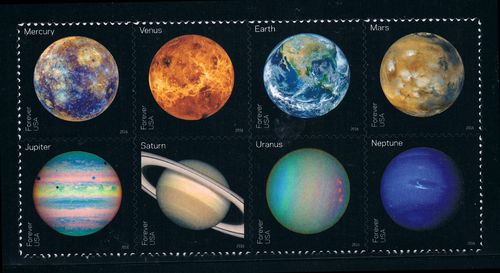 Mercury
Forever
USA
2016
Venus
Forever
USA
2016
Earth
Forever
USA
2016
Mars
Forever
USA
2016
Jupiter
Forever
USA
2016
Saturn
Forever
USA
2016
Uranus
Forever
USA
2016
Neptune
Forever
USA
2016